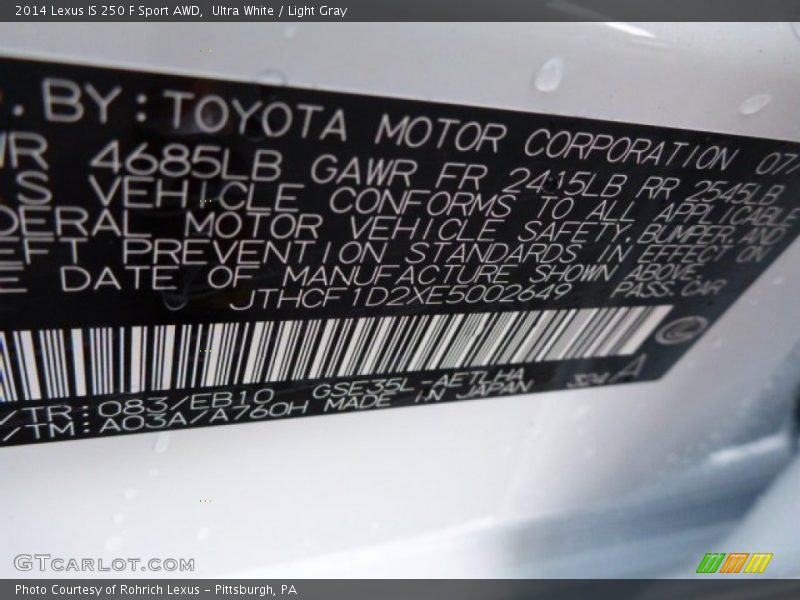 2014 Lexus IS 250 F Sport AWD,  Ultra White / Light Gray
. BY: TOYOTA MOTOR CORPORATION 07
WR 4685LB GAWR FR 2415LB RR 2545LB
S VEHICLE CONFORMS TO ALL APPLICABLE
DERAL MOTOR VEHICLE SAFETY, BUMPER, AND
EFT PREVENTION STANDARDS IN EFFECT ON
E DATE OF MANUFACTURE SHOWN ABOVE.
JTHCF1D2XE5002649 PASS. CAR
/TR: 083/EB10 GSE35L-AETLHA
/TM: A03A/A760H MADE IN JAPAN 324 A
GTCARLOT.COM
Photo Courtesy of Rohrich Lexus - Pittsburgh, PA